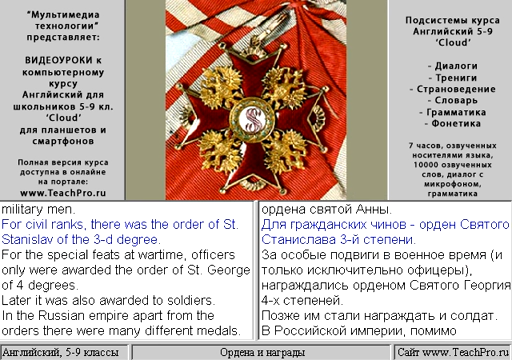 “Мультимедиа
технологии”
представляет:
ВИДЕОУРОКИ к
компьютерному
курсу
Английский для
школьников 5-9 кл.
‘Cloud’
для планшетов и
смартфонов
Полная версия курса
доступна в онлайне
на портале:
www.TeachPro.ru
Подсистемы курса
Английский 5-9
‘Cloud’
- Диалоги
- Тренинги
- Страноведение
- Словарь
- Грамматика
- Фонетика
7 часов, озвученных
носителями языка,
10000 озвученных
слов, диалог с
микрофоном,
грамматика
military men.
For civil ranks, there was the order of St.
Stanislav of the 3-d degree.
For the special feats at wartime, officers
only were awarded the order of St. George
of 4 degrees.
Later it was also awarded to soldiers.
In the Russian empire apart from the
orders there were many different medals.
ордена святой Анны.
Для гражданских чинов - орден Святого
Станислава 3-й степени.
За особые подвиги в военное время (и
только исключительно офицеры),
награждались орденом Святого Георгия
4-х степеней.
Позже им стали награждать и солдат.
В Российской империи, помимо
Английский, 5-9 классы
Ордена и награды
Сайт www.TeachPro.ru